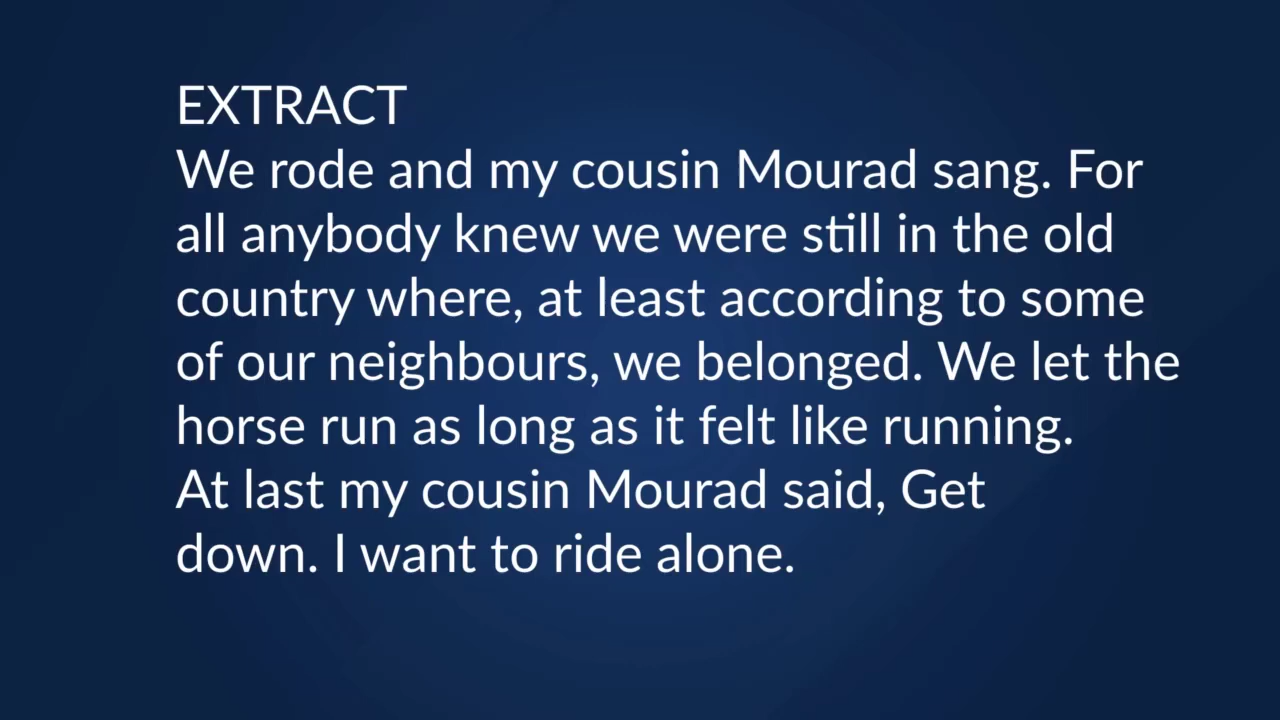 EXTRACT
We rode and my cousin Mourad sang. For
all anybody knew we were still in the old
country where, at least according to some
of our neighbours, we belonged. We let the
horse run as long as it felt like running.
At last my cousin Mourad said, Get
down. I want to ride alone.